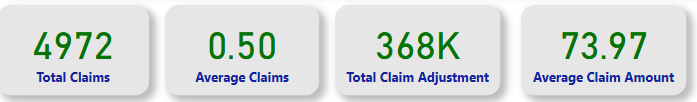 4972
Total Claims
0.50
Average Claims
368K
Total Claim Adjustment
73.97
Average Claim Amount